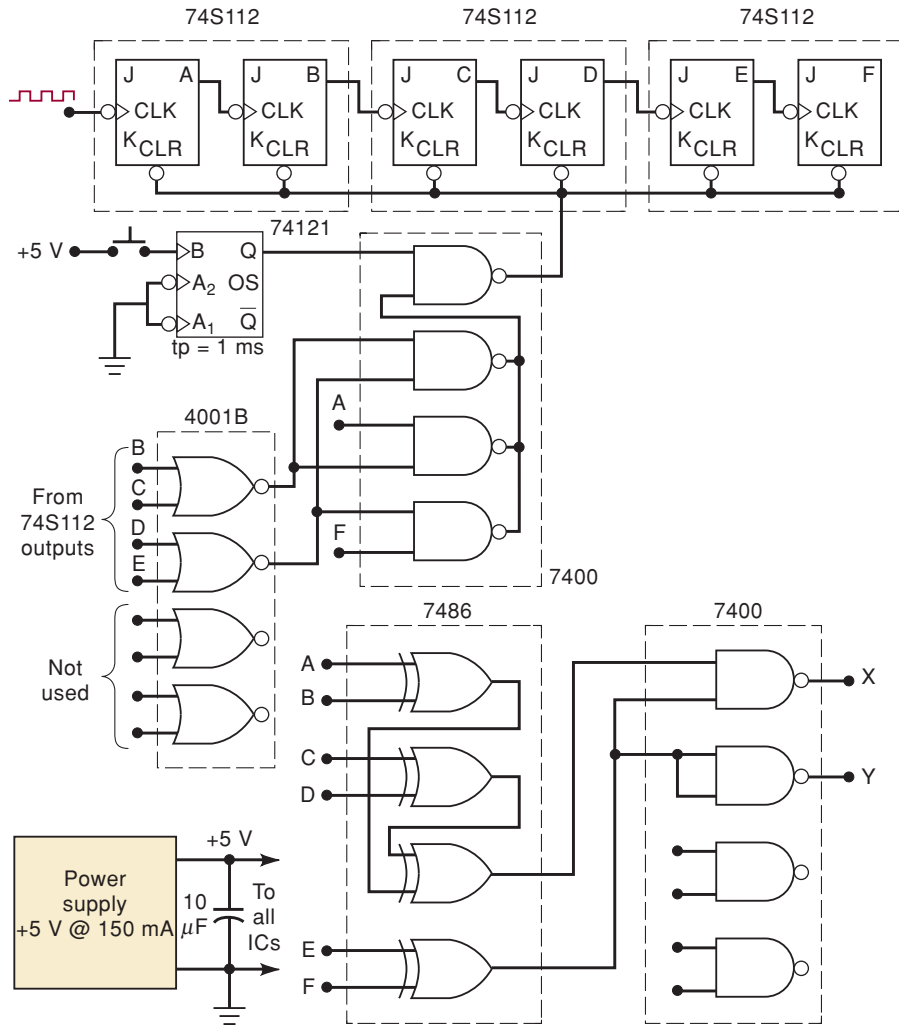 74S112 74S112 74S112
J A J B J C J D J E J F
CLK CLK CLK CLK CLK CLK
K CLR K CLR K CLR K CLR K CLR K CLR
74121
+5 V
B Q
A2 OS
A1 Q
tp = 1 ms
A
F
7400
4001B
B
C
D
E
From
74S112
outputs
Not
used
7486
7400
A
B
C
D
E
F
X
Y
Power
supply
+5 V @ 150 mA
+5 V
10
µF
To
all
ICs